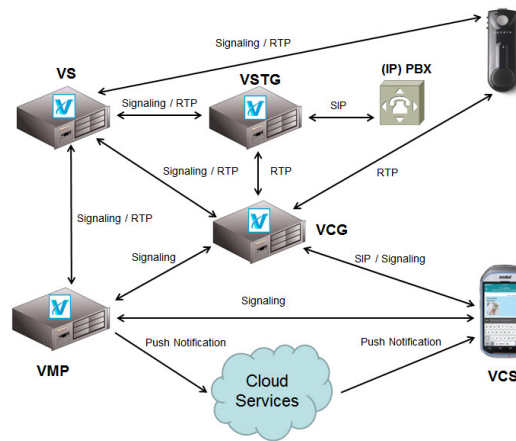 Signaling / RTP
VS
VSTG
(IP) PBX
Signaling / RTP
SIP
Signaling / RTP
RTP
RTP
Signaling / RTP
VCG
Signaling
SIP / Signaling
Signaling
VMP
Push Notification
Push Notification
Cloud
Services
VCS